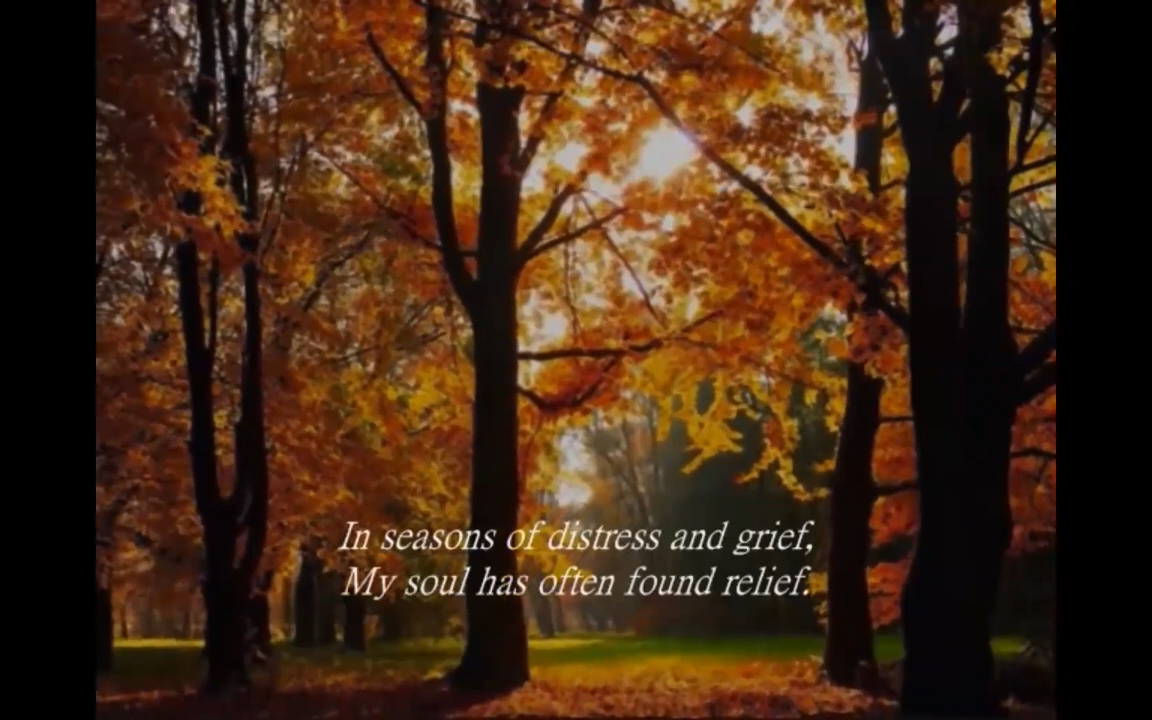 In seasons of distress and grief,
My soul has often found relief.